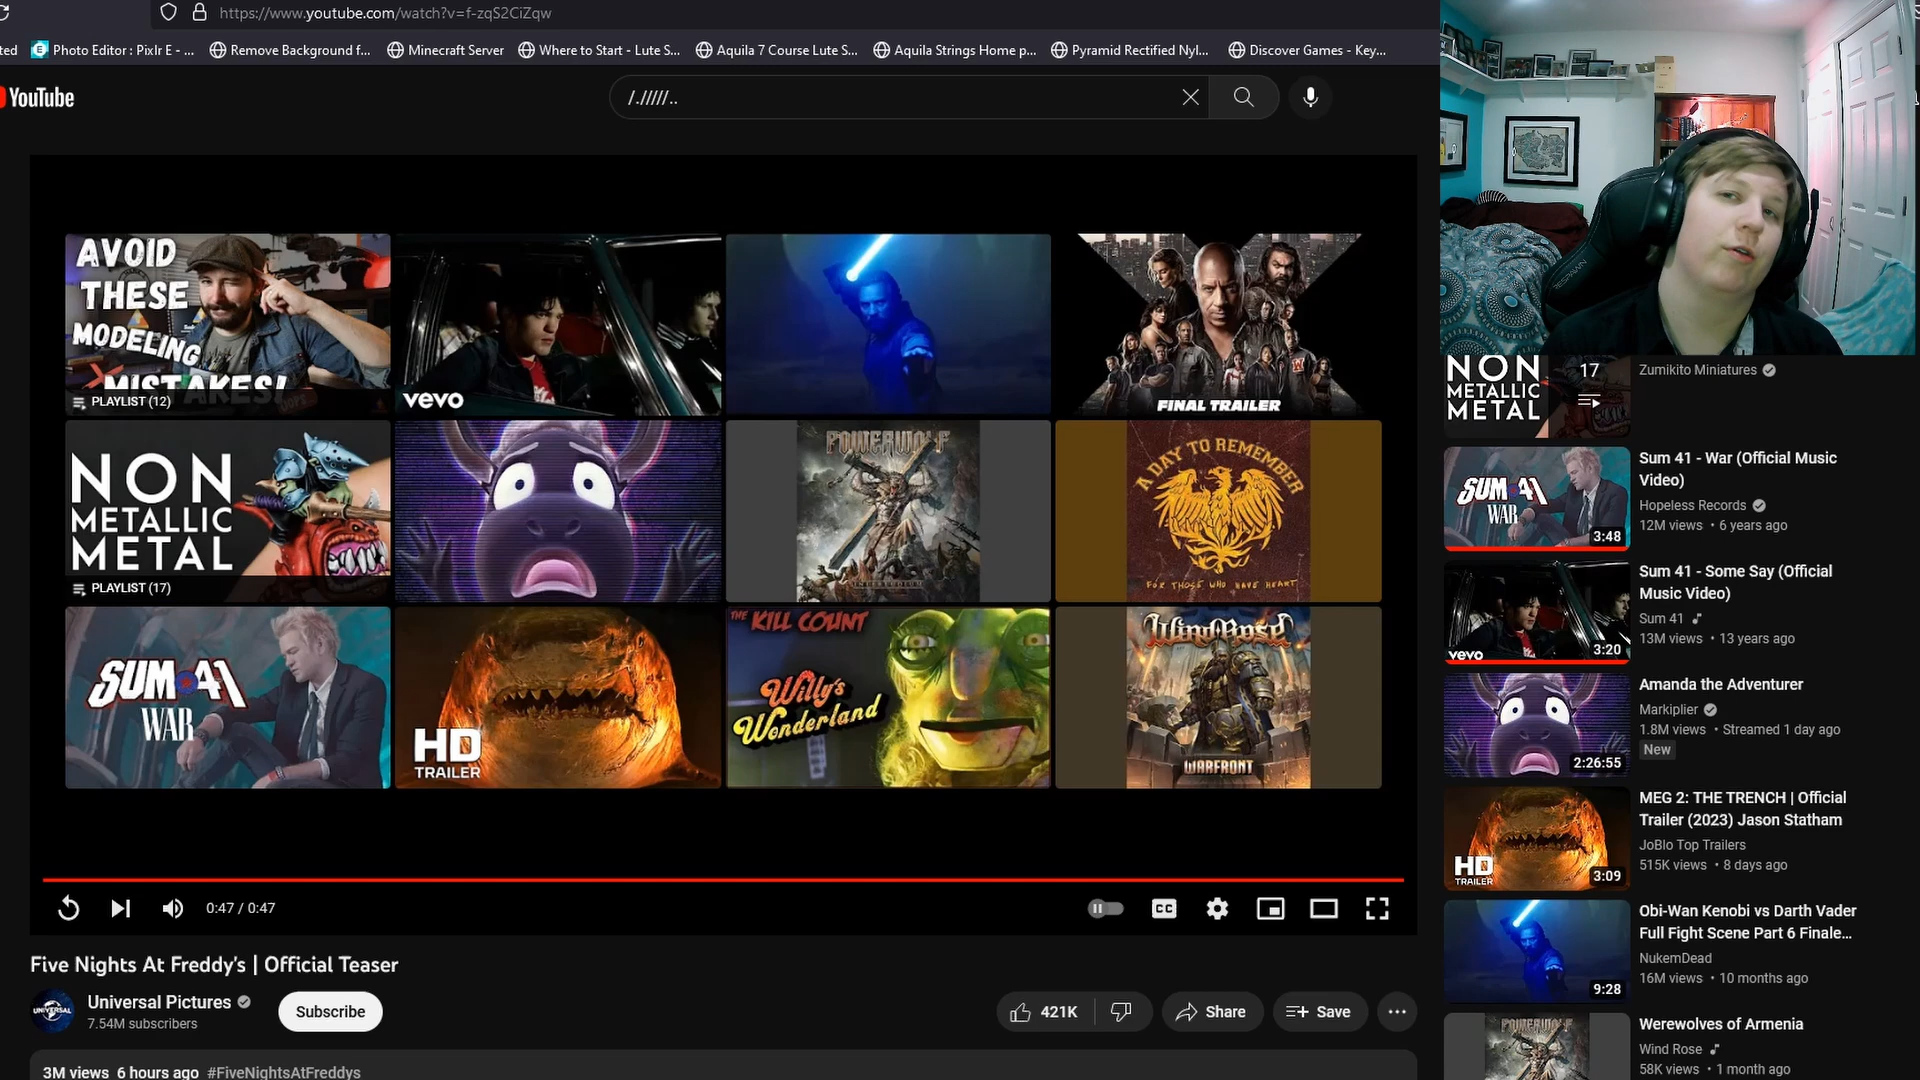 https://www.youtube.com/watch?v=f-zqS2CiZqw
ted
Photo Editor : Pixlr E - ...
Remove Background f...
Minecraft Server
Where to Start - Lute S...
Aquila 7 Course Lute S...
Aquila Strings Home p...
Pyramid Rectified Nyl...
Discover Games - Key...
YouTube
/./////..
AVOID
THESE
MODELING
MISTAKES!
PLAYLIST (12)
vevo
FINAL TRAILER
NON
METALLIC
METAL
PLAYLIST (17)
POWERWOLF
A DAY TO REMEMBER
FOR THOSE WHO HAVE HEART
SUM 41
WAR
HD
TRAILER
THE KILL COUNT
Willy's
Wonderland
WindRose
WARFRONT
0:47 / 0:47
CC
Five Nights At Freddy's | Official Teaser
UNIVERSAL
Universal Pictures
7.54M subscribers
Subscribe
421K
Share
Save
3M views 6 hours ago #FiveNightsAtFreddys
NON
METALLIC
METAL
17
Zumikito Miniatures
SUM 41
WAR
3:48
Sum 41 - War (Official Music
Video)
Hopeless Records
12M views • 6 years ago
vevo
3:20
Sum 41 - Some Say (Official
Music Video)
Sum 41
13M views • 13 years ago
2:26:55
Amanda the Adventurer
Markiplier
1.8M views • Streamed 1 day ago
New
HD
TRAILER
3:09
MEG 2: THE TRENCH | Official
Trailer (2023) Jason Statham
JoBlo Top Trailers
515K views • 8 days ago
9:28
Obi-Wan Kenobi vs Darth Vader
Full Fight Scene Part 6 Finale...
NukemDead
16M views • 10 months ago
POWERWOLF
Werewolves of Armenia
Wind Rose
58K views • 1 month ago